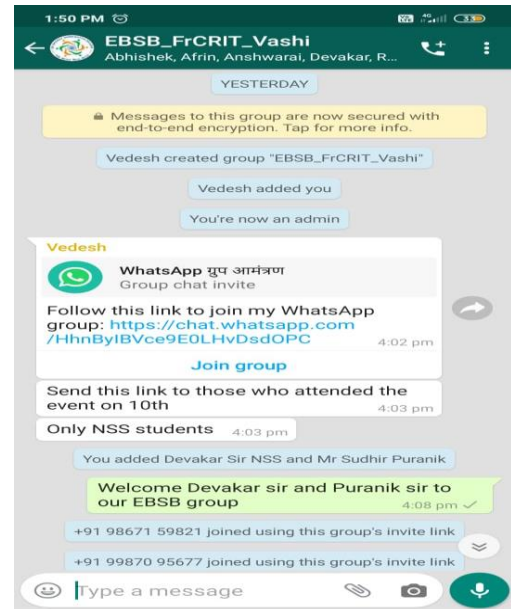 1:50 PM
EBSB_FrCRIT_Vashi
Abhishek, Afrin, Anshwarai, Devakar, R...
YESTERDAY
Messages to this group are now secured with
end-to-end encryption. Tap for more info.
Vedesh created group "EBSB_FrCRIT_Vashi"
Vedesh added you
You're now an admin
Vedesh
WhatsApp ग्रुप आमंत्रण
Group chat invite
Follow this link to join my WhatsApp
group: https://chat.whatsapp.com
/HhnByIBVce9E0LHvDsdOPC 4:02 pm
Join group
Send this link to those who attended the
event on 10th 4:03 pm
Only NSS students 4:03 pm
You added Devakar Sir NSS and Mr Sudhir Puranik
Welcome Devakar sir and Puranik sir to
our EBSB group 4:08 pm
+91 98671 59821 joined using this group's invite link
+91 99870 95677 joined using this group's invite link
Type a message